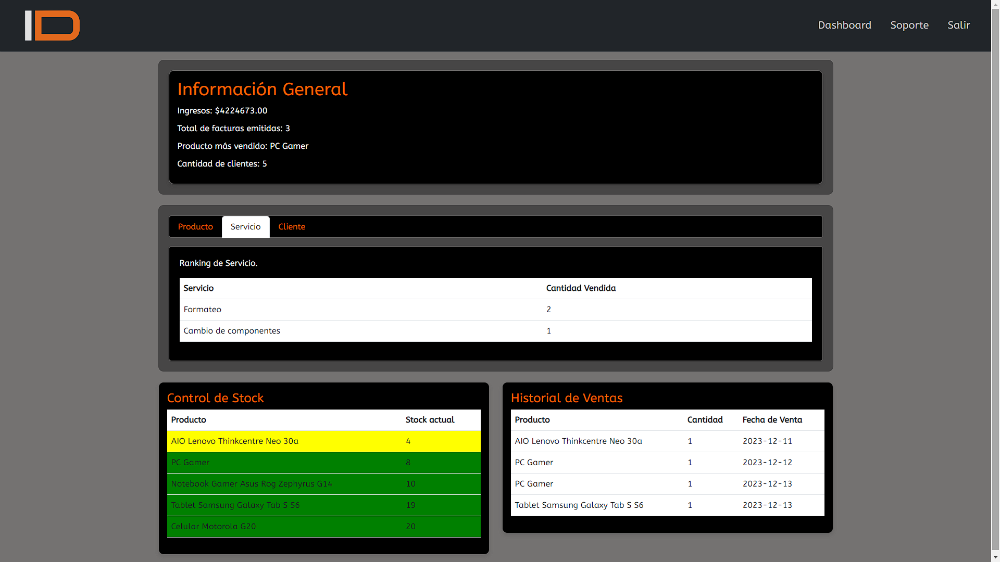 ID
Dashboard Soporte Salir
Información General
Ingresos: $4224673.00
Total de facturas emitidas: 3
Producto más vendido: PC Gamer
Cantidad de clientes: 5
Producto Servicio Cliente
Ranking de Servicio.
Servicio Cantidad Vendida
Formateo 2
Cambio de componentes 1
Control de Stock
Producto Stock actual
AIO Lenovo Thinkcentre Neo 30a 4
PC Gamer 8
Notebook Gamer Asus Rog Zephyrus G14 10
Tablet Samsung Galaxy Tab S S6 19
Celular Motorola G20 20
Historial de Ventas
Producto Cantidad Fecha de Venta
AIO Lenovo Thinkcentre Neo 30a 1 2023-12-11
PC Gamer 1 2023-12-12
PC Gamer 1 2023-12-13
Tablet Samsung Galaxy Tab S S6 1 2023-12-13